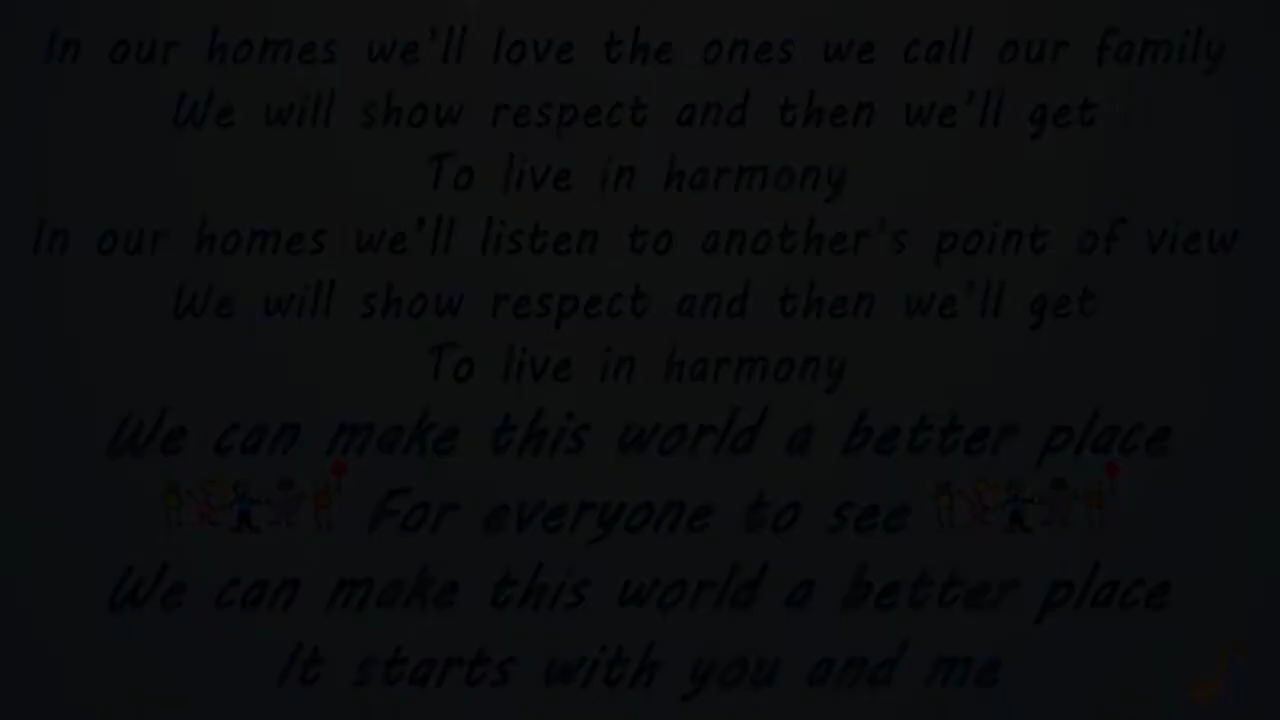 In our homes we'll love the ones we call our family
We will show respect and then we'll get
To live in harmony
In our homes we'll listen to another's point of view
We will show respect and then we'll get
To live in harmony
We can make this world a better place
For everyone to see
We can make this world a better place
It starts with you and me